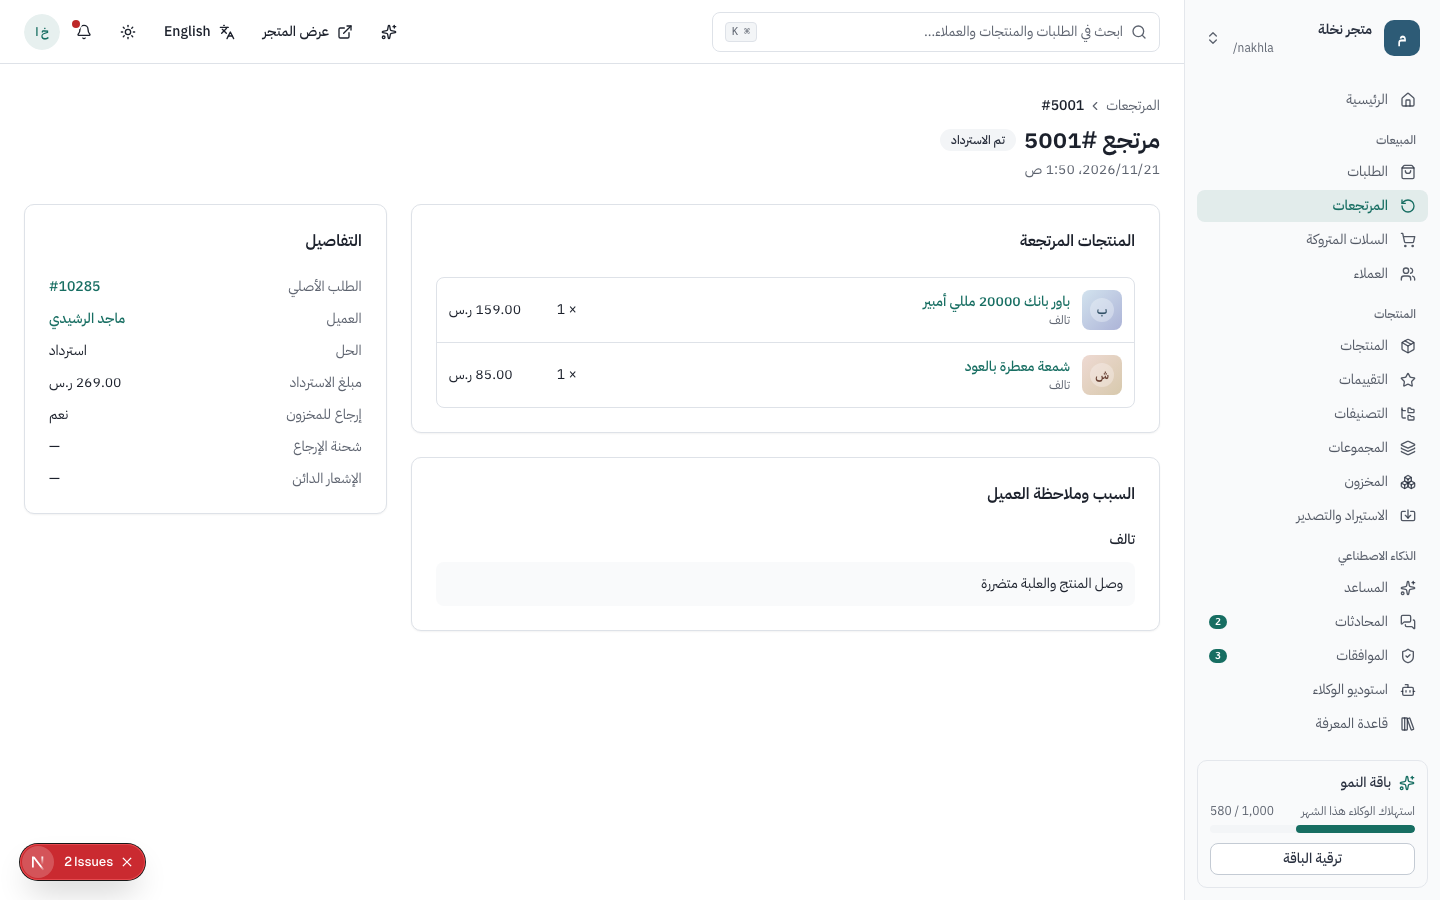 متجر نخلة
/nakhla
الرئيسية
المبيعات
الطلبات
المرتجعات
السلات المتروكة
العملاء
المنتجات
المنتجات
التقييمات
التصنيفات
المجموعات
المخزون
الاستيراد والتصدير
الذكاء الاصطناعي
المساعد
المحادثات 2
الموافقات 3
استوديو الوكلاء
قاعدة المعرفة
باقة النمو
استهلاك الوكلاء هذا الشهر 580 / 1,000
ترقية الباقة
م
ابحث في الطلبات والمنتجات والعملاء... ⌘ K
عرض المتجر
English
خ ا
المرتجعات › #5001
مرتجع #5001 تم الاسترداد
2026/11/21، 1:50 ص
المنتجات المرتجعة
ب
باور بانك 20000 مللي أمبير
تالف
× 1
159.00 ر.س
ش
شمعة معطرة بالعود
تالف
× 1
85.00 ر.س
السبب وملاحظة العميل
تالف
وصل المنتج والعلبة متضررة
التفاصيل
الطلب الأصلي #10285
العميل ماجد الرشيدي
الحل استرداد
مبلغ الاسترداد 269.00 ر.س
إرجاع للمخزون نعم
شحنة الإرجاع —
الإشعار الدائن —
N 2 Issues